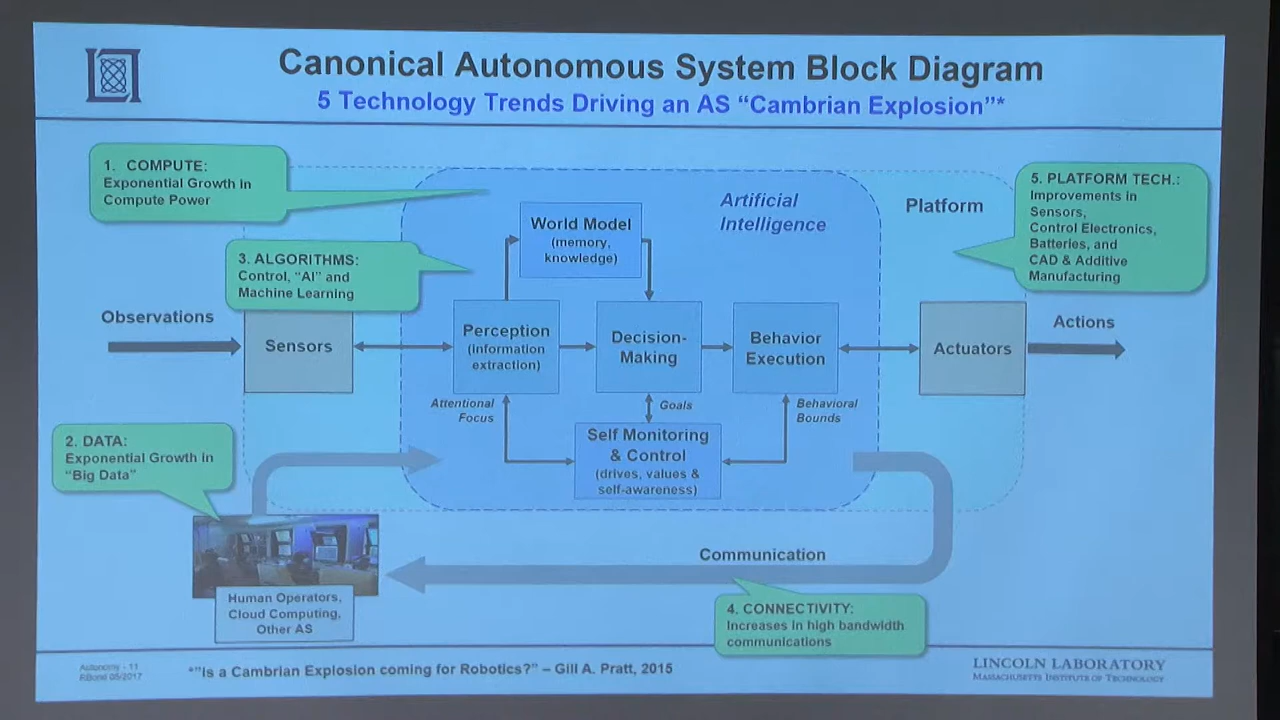 Canonical Autonomous System Block Diagram
5 Technology Trends Driving an AS “Cambrian Explosion”*
1. COMPUTE:
Exponential Growth in
Compute Power
Artificial
Intelligence
Platform
5. PLATFORM TECH.:
Improvements in
Sensors,
Control Electronics,
Batteries, and
CAD & Additive
Manufacturing
World Model
(memory,
knowledge)
3. ALGORITHMS:
Control, “AI” and
Machine Learning
Observations
Sensors
Perception
(information
extraction)
Decision-
Making
Behavior
Execution
Actuators
Actions
Attentional
Focus
Goals
Behavioral
Bounds
Self Monitoring
& Control
(drives, values &
self-awareness)
2. DATA:
Exponential Growth in
“Big Data”
Human Operators,
Cloud Computing,
Other AS
Communication
4. CONNECTIVITY:
Increases in high bandwidth
communications
Autonomy - 11
RBond 05/2017
*”Is a Cambrian Explosion coming for Robotics?” – Gill A. Pratt, 2015
LINCOLN LABORATORY
MASSACHUSETTS INSTITUTE OF TECHNOLOGY